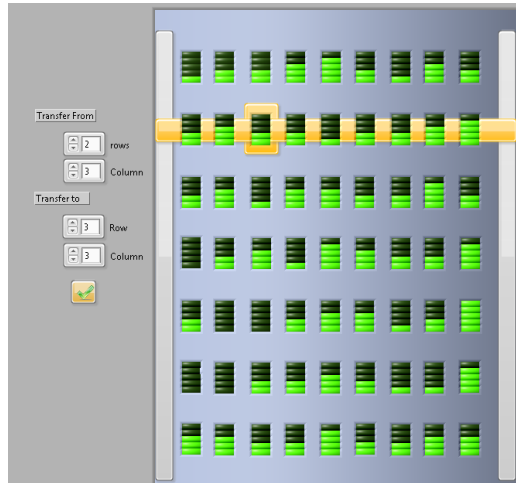 Transfer From
2 rows
3 Column
Transfer to
3 Row
3 Column